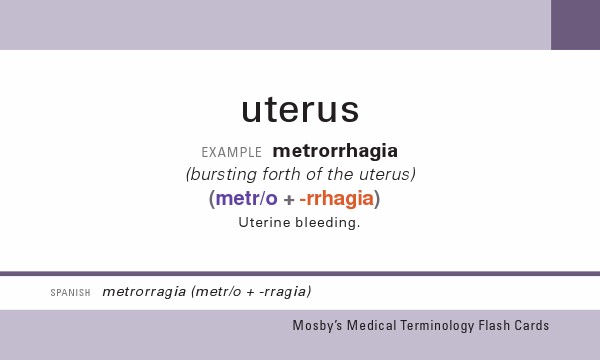 uterus
EXAMPLE metrorrhagia
(bursting forth of the uterus)
(metr/o + -rrhagia)
Uterine bleeding.
SPANISH metrorragia (metr/o + -rragia)
Mosby's Medical Terminology Flash Cards